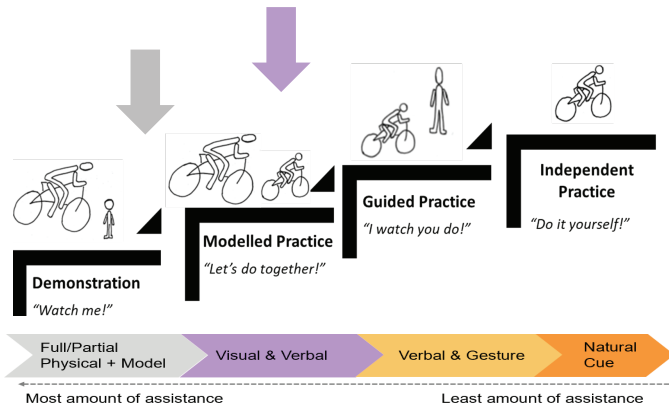 Demonstration
“Watch me!”
Modelled Practice
“Let’s do together!”
Guided Practice
“I watch you do!”
Independent
Practice
“Do it yourself!”
Full/Partial
Physical + Model
Visual & Verbal
Verbal & Gesture
Natural
Cue
Most amount of assistance
Least amount of assistance